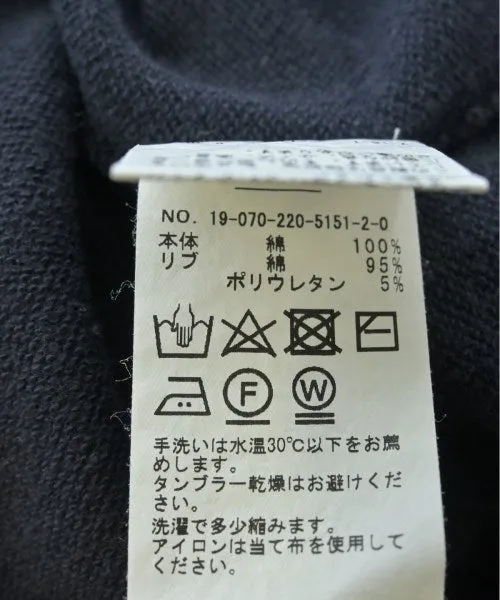 NO. 19-070-220-5151-2-0
本体 綿 100%
リブ 綿 95%
ポリウレタン 5%
F W
手洗いは水温30℃以下をお薦
めします。
タンブラー乾燥はお避けくだ
さい。
洗濯で多少縮みます。
アイロンは当て布を使用して
ください。